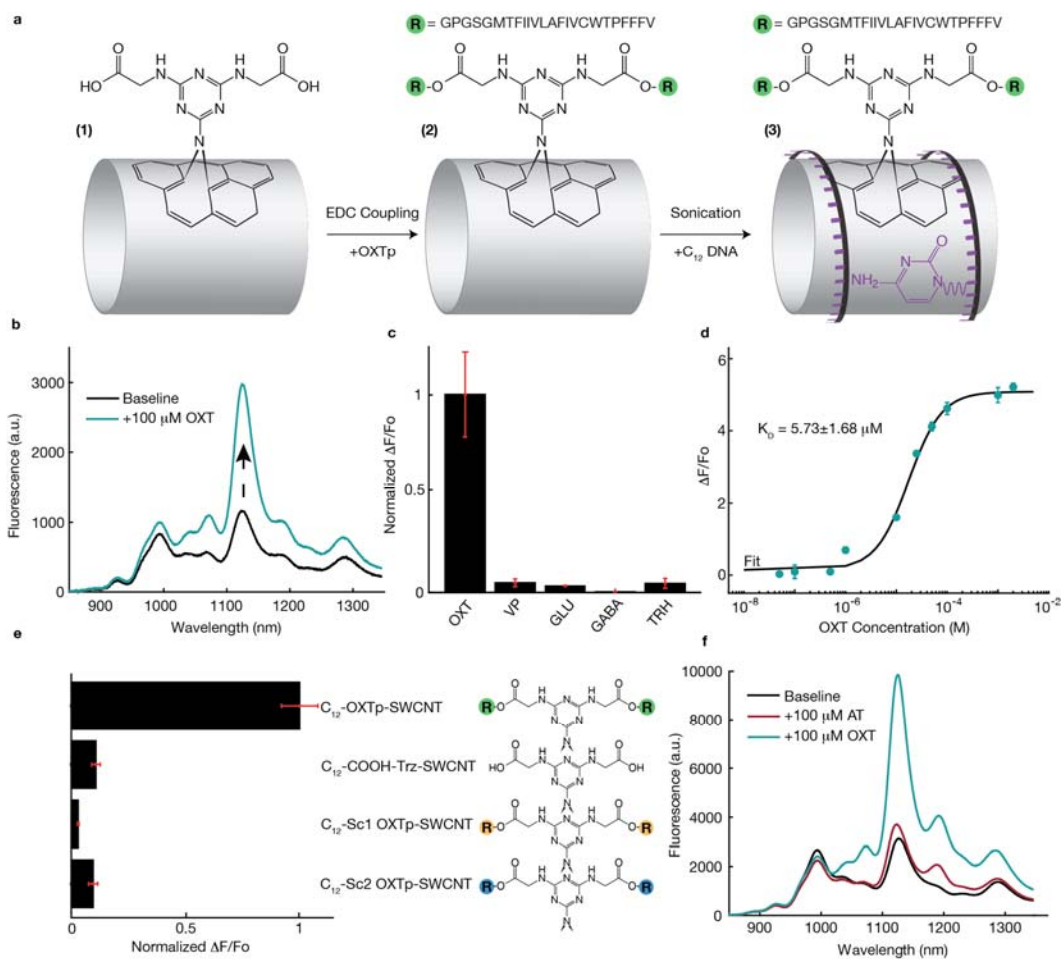 a
R = GPGSGMTFIIVLAFIVCWTPFFFV
R = GPGSGMTFIIVLAFIVCWTPFFFV
O
H
N
N
H
N
O
HO
OH
N
N
N
(1)
O
H
N
N
H
N
O
R-O
O-R
N
N
N
(2)
O
H
N
N
H
N
O
R-O
O-R
N
N
N
(3)
EDC Coupling
+OXTp
Sonication
+C12 DNA
O
N
NH2
N
b
Fluorescence (a.u.)
3000
2000
1000
0
Baseline
+100 μM OXT
900 1000 1100 1200 1300
Wavelength (nm)
c
Normalized ΔF/Fo
1
0.5
0
OXT VP GLU GABA TRH
d
ΔF/Fo
6
4
2
0
KD = 5.73±1.68 μM
Fit
10-8 10-6 10-4 10-2
OXT Concentration (M)
e
C12-OXTp-SWCNT
C12-COOH-Trz-SWCNT
C12-Sc1 OXTp-SWCNT
C12-Sc2 OXTp-SWCNT
0 0.5 1
Normalized ΔF/Fo
O
H
N
N
H
N
O
R-O
O-R
N
N
N
O
H
N
N
H
N
O
HO
OH
N
N
N
O
H
N
N
H
N
O
R-O
O-R
N
N
N
O
H
N
N
H
N
O
R-O
O-R
N
N
N
f
Fluorescence (a.u.)
10000
8000
6000
4000
2000
0
Baseline
+100 μM AT
+100 μM OXT
900 1000 1100 1200 1300
Wavelength (nm)